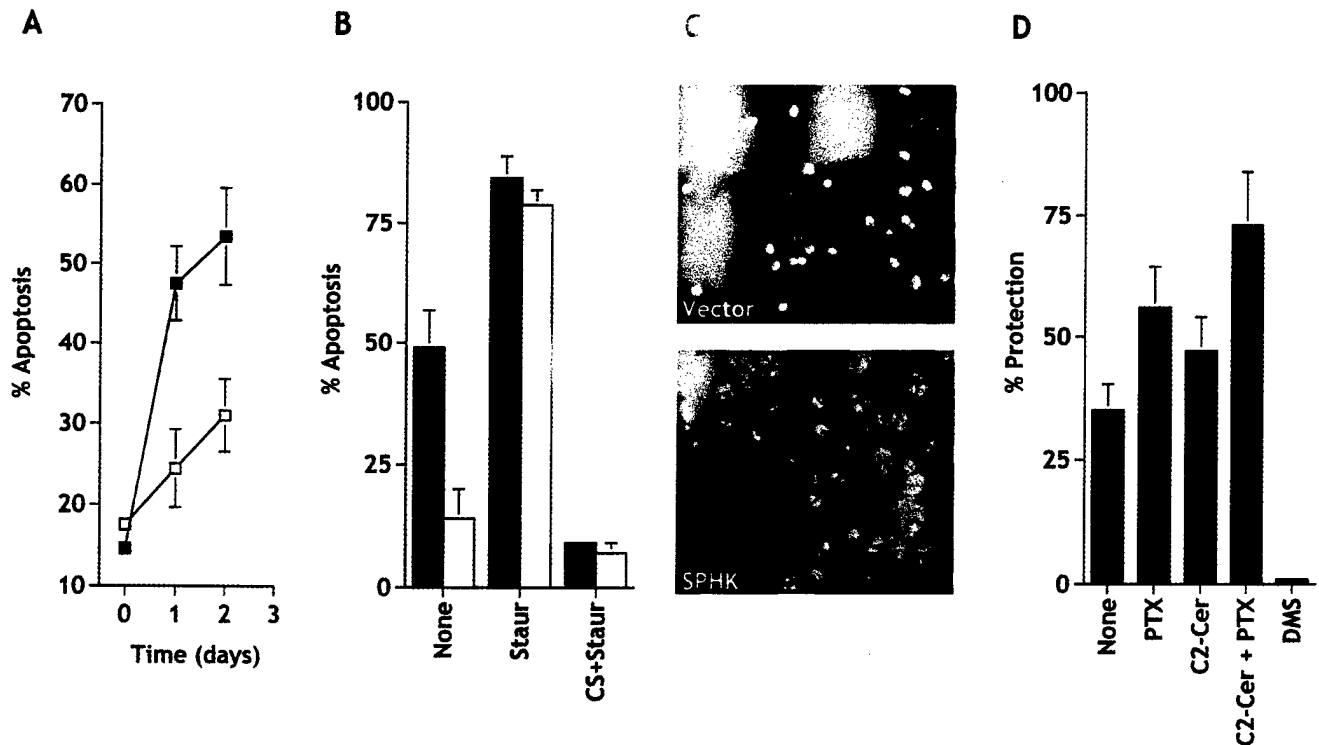 A
B
C
D
% Apoptosis
70
60
50
40
30
20
10
0 1 2 3
Time (days)
% Apoptosis
100
75
50
25
0
None
Staur
CS+Staur
Vector
SPHK
% Protection
100
75
50
25
0
None
PTX
C2-Cer
C2-Cer + PTX
DMS